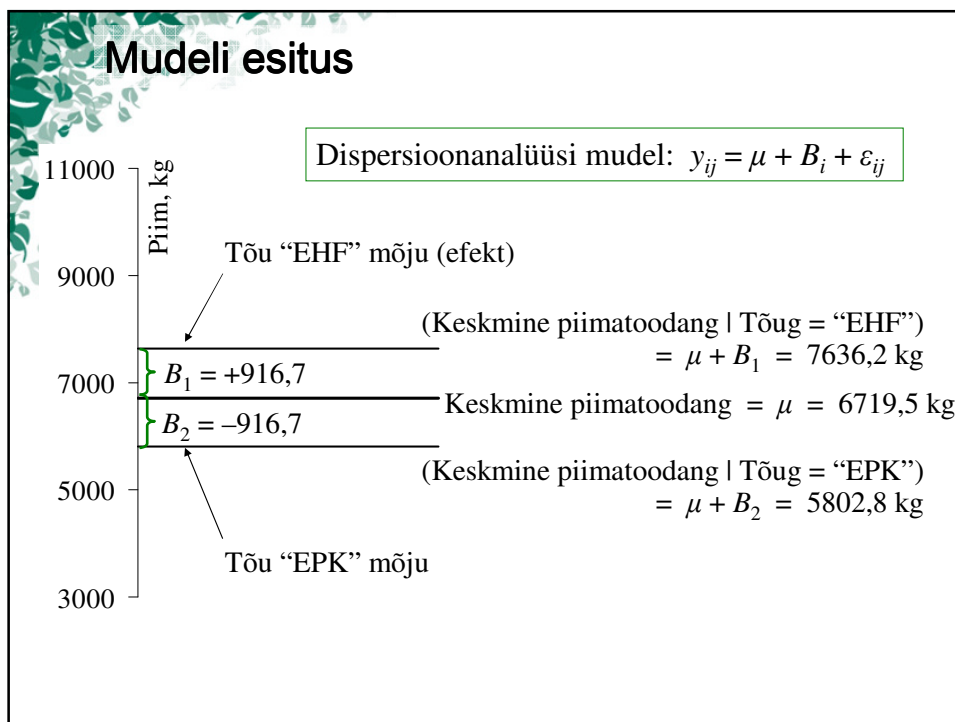 Mudeli esitus
Dispersioonanalüüsi mudel: y_ij = μ + B_i + ε_ij
Piim, kg
11000
9000
7000
5000
3000
Tõu “EHF” mõju (efekt)
(Keskmine piimatoodang | Tõug = “EHF”)
= μ + B_1 = 7636,2 kg
B_1 = +916,7
Keskmine piimatoodang = μ = 6719,5 kg
B_2 = –916,7
(Keskmine piimatoodang | Tõug = “EPK”)
= μ + B_2 = 5802,8 kg
Tõu “EPK” mõju